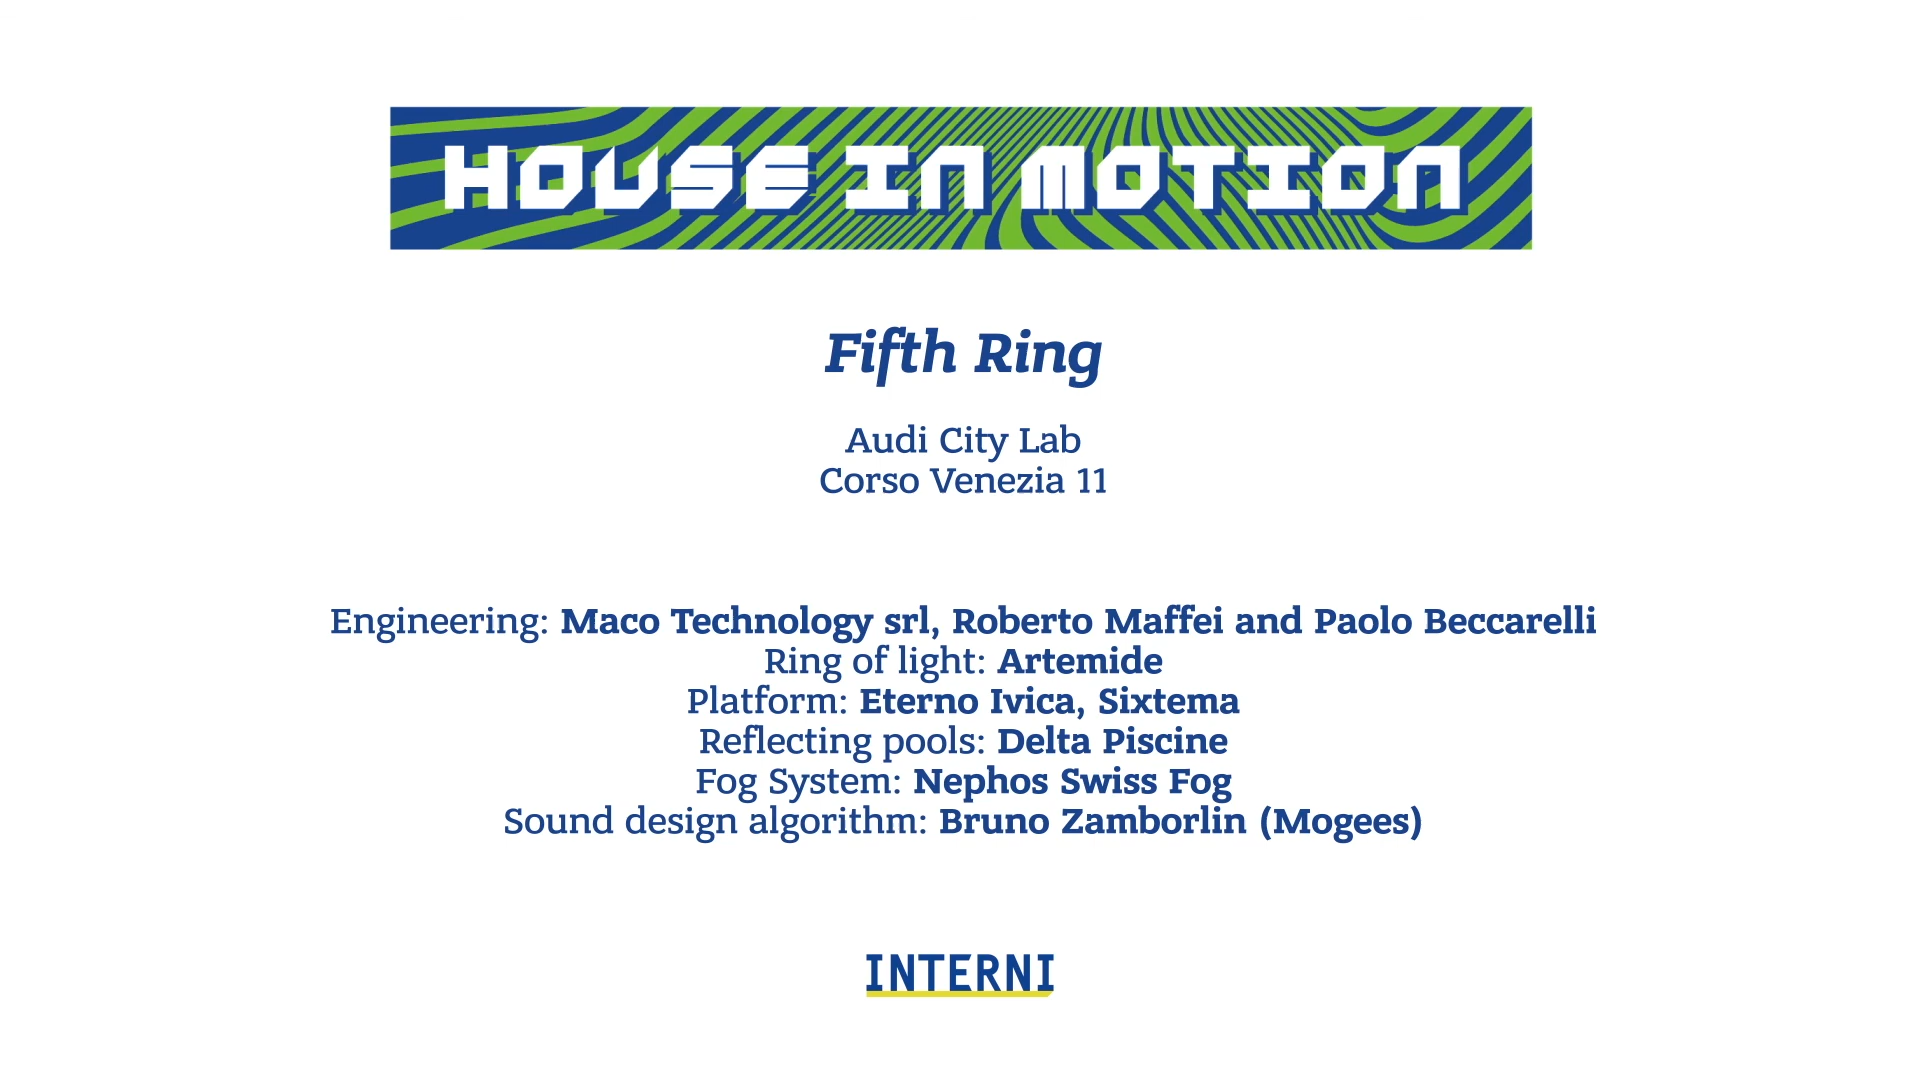 HOUSE IN MOTION
Fifth Ring
Audi City Lab
Corso Venezia 11
Engineering: Maco Technology srl, Roberto Maffei and Paolo Beccarelli
Ring of light: Artemide
Platform: Eterno Ivica, Sixtema
Reflecting pools: Delta Piscine
Fog System: Nephos Swiss Fog
Sound design algorithm: Bruno Zamborlin (Mogees)
INTERNI